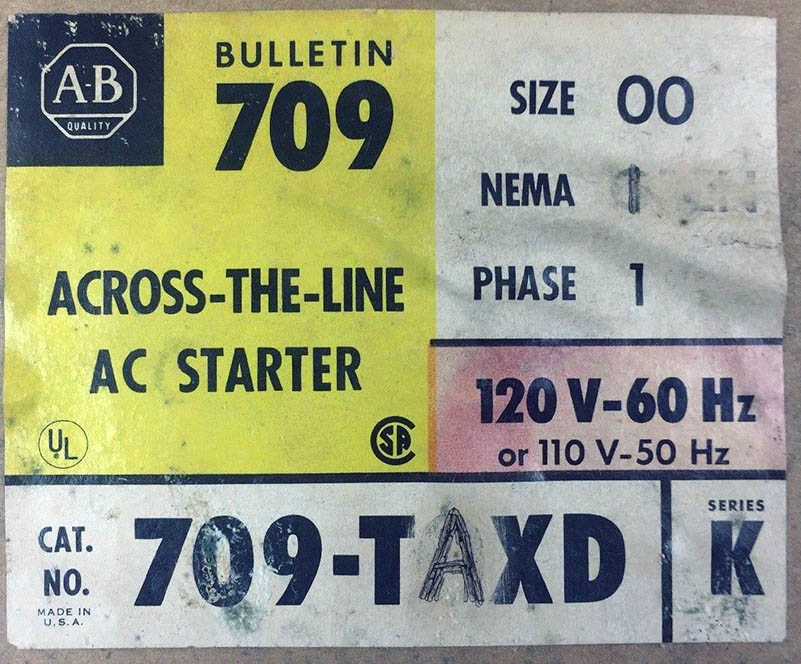 A-B
QUALITY
BULLETIN
709
ACROSS-THE-LINE
AC STARTER
UL
SA
SIZE 00
NEMA 1
PHASE 1
120 V-60 Hz
or 110 V-50 Hz
CAT.
NO.
MADE IN
U.S.A.
709-TAXD
SERIES
K